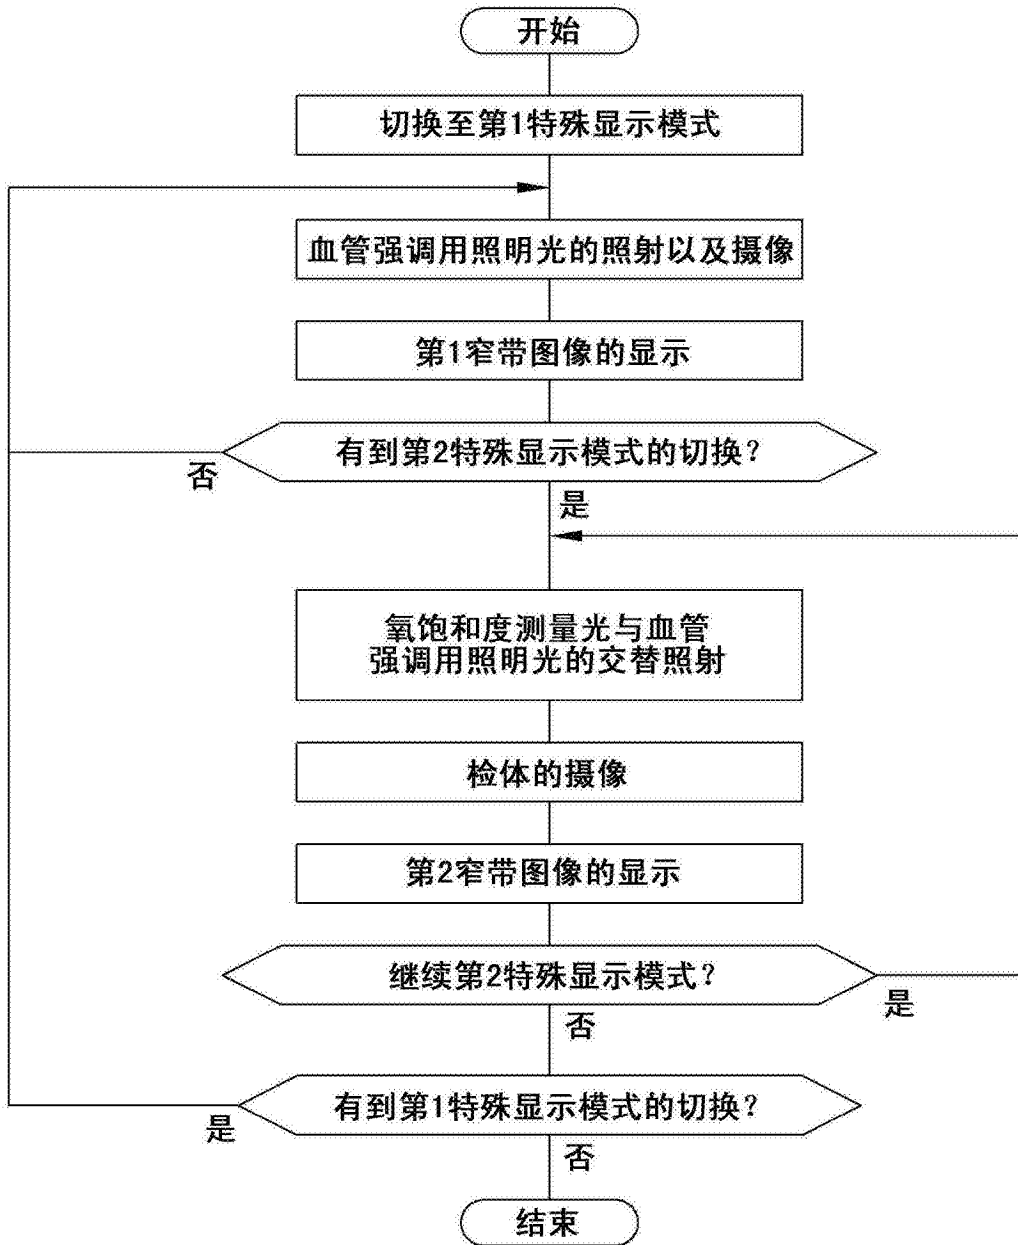 开始
切换至第1特殊显示模式
血管强调用照明光的照射以及摄像
第1窄带图像的显示
有到第2特殊显示模式的切换？
否
是
氧饱和度测量光与血管
强调用照明光的交替照射
检体的摄像
第2窄带图像的显示
继续第2特殊显示模式？
是
否
有到第1特殊显示模式的切换？
是
否
结束